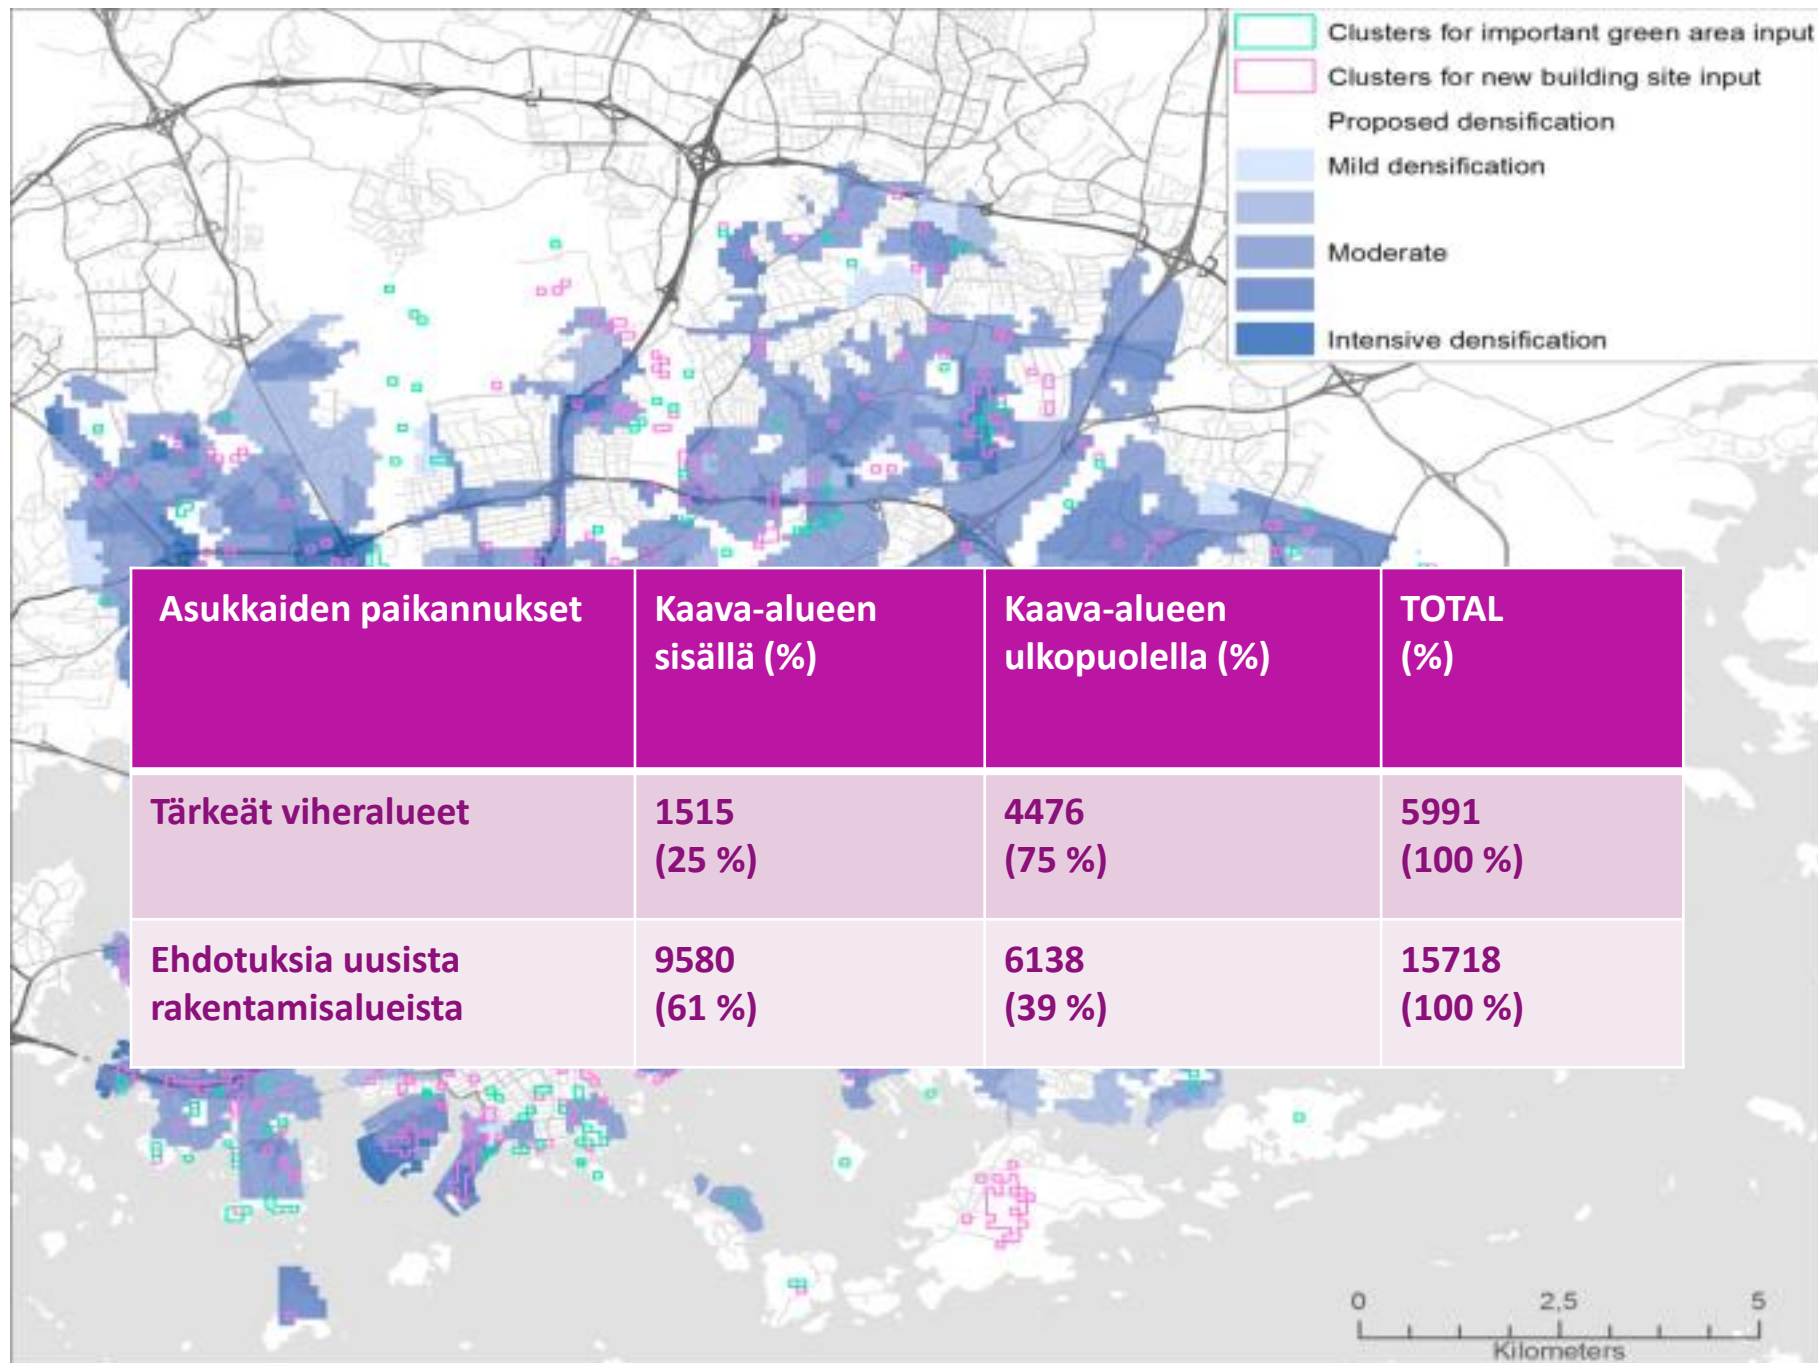 Clusters for important green area input
Clusters for new building site input
Proposed densification
Mild densification
Moderate
Intensive densification
Asukkaiden paikannukset
Kaava-alueen
sisällä (%)
Kaava-alueen
ulkopuolella (%)
TOTAL
(%)
Tärkeät viheralueet
1515
(25 %)
4476
(75 %)
5991
(100 %)
Ehdotuksia uusista
rakentamisalueista
9580
(61 %)
6138
(39 %)
15718
(100 %)
0 2,5 5
Kilometers